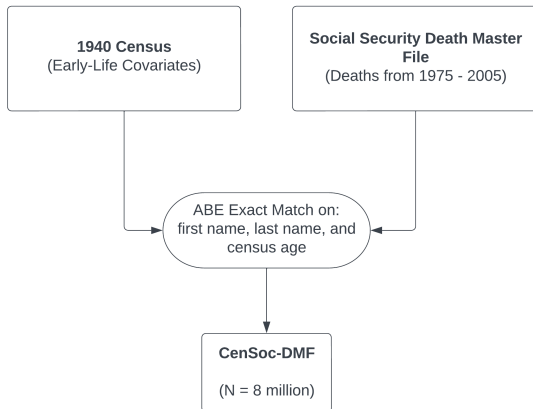 1940 Census
(Early-Life Covariates)
Social Security Death Master
File
(Deaths from 1975 - 2005)
ABE Exact Match on:
first name, last name, and
census age
CenSoc-DMF
(N = 8 million)